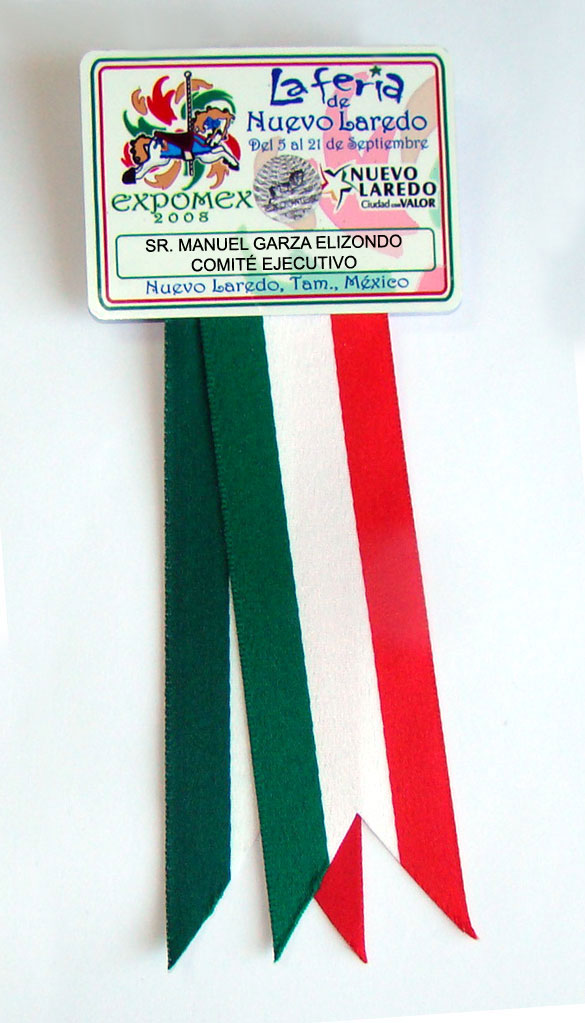 La feria
de
Nuevo Laredo
Del 5 al 21 de Septiembre
EXPOMEX
2008
NUEVO
LAREDO
Ciudad con VALOR
SR. MANUEL GARZA ELIZONDO
COMITÉ EJECUTIVO
Nuevo Laredo, Tam., México